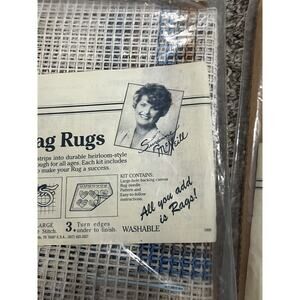 ag Rugs
strips into durable heirloom-style
ough for all ages. Each kit includes
to make your Rug a success.
KIT CONTAINS:
Large-hole backing canvas
Rug needle
Pattern and
Easy-to-follow
instructions.
LARGE
Stitch.
3. Turn edges
under to finish.
WASHABLE
All you add
is Rags!